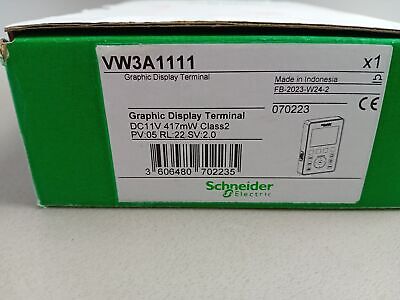 VW3A1111
x1
Graphic Display Terminal
Made in Indonesia
FB-2023-W24-2
070223
CE
Graphic Display Terminal
DC11V 417mW Class2
PV:05 RL:22 SV:2.0
3 606480 702235
Schneider
Electric